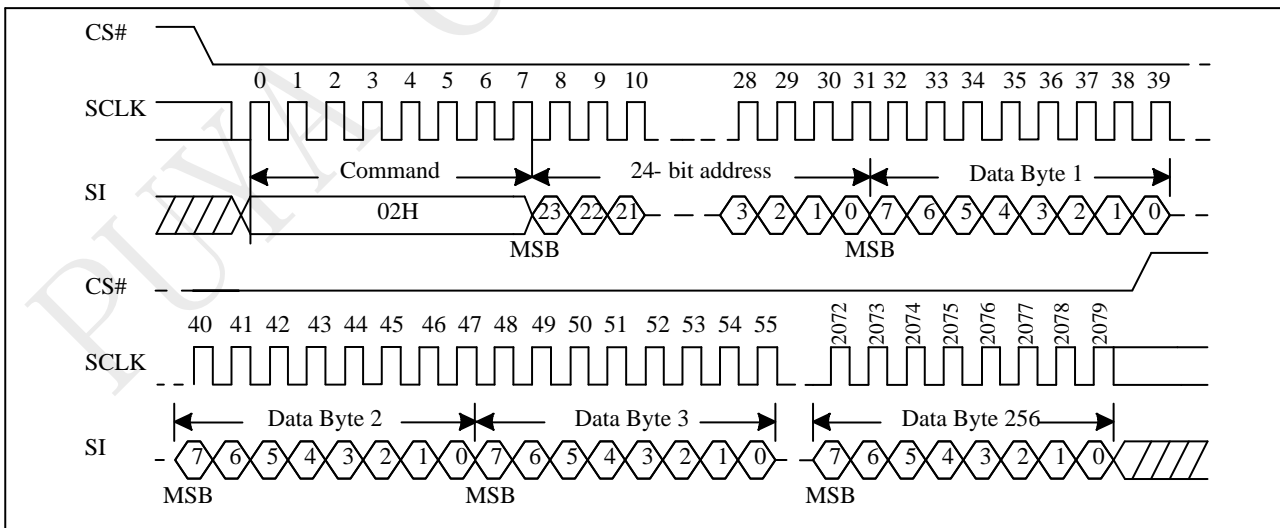 PUYA
CS#
0 1 2 3 4 5 6 7 8 9 10 28 29 30 31 32 33 34 35 36 37 38 39
SCLK
Command 24- bit address Data Byte 1
SI
02H 23 22 21 3 2 1 0 7 6 5 4 3 2 1 0
MSB MSB
CS#
40 41 42 43 44 45 46 47 48 49 50 51 52 53 54 55 2072 2073 2074 2075 2076 2077 2078 2079
SCLK
Data Byte 2 Data Byte 3 Data Byte 256
SI
7 6 5 4 3 2 1 0 7 6 5 4 3 2 1 0 7 6 5 4 3 2 1 0
MSB MSB MSB